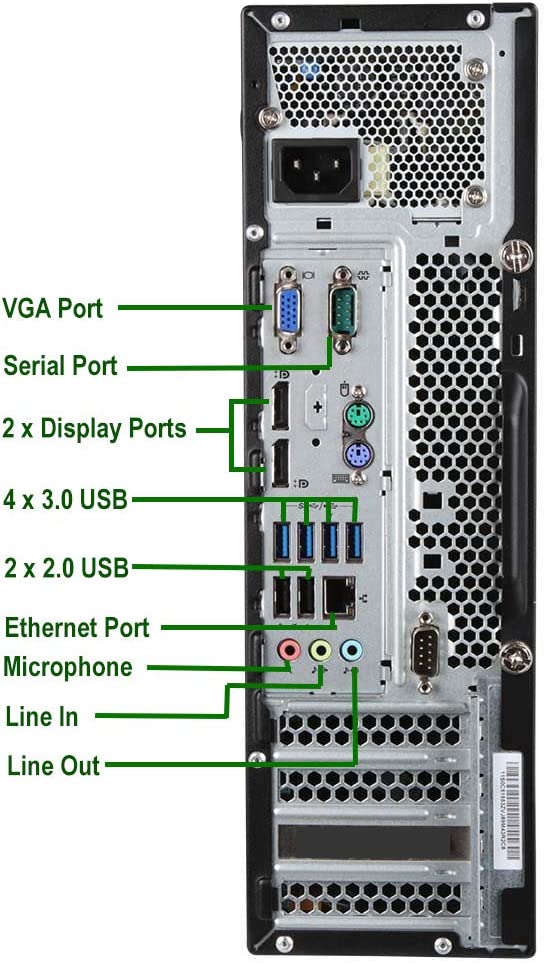 VGA Port
Serial Port
2 x Display Ports
4 x 3.0 USB
2 x 2.0 USB
Ethernet Port
Microphone
Line In
Line Out